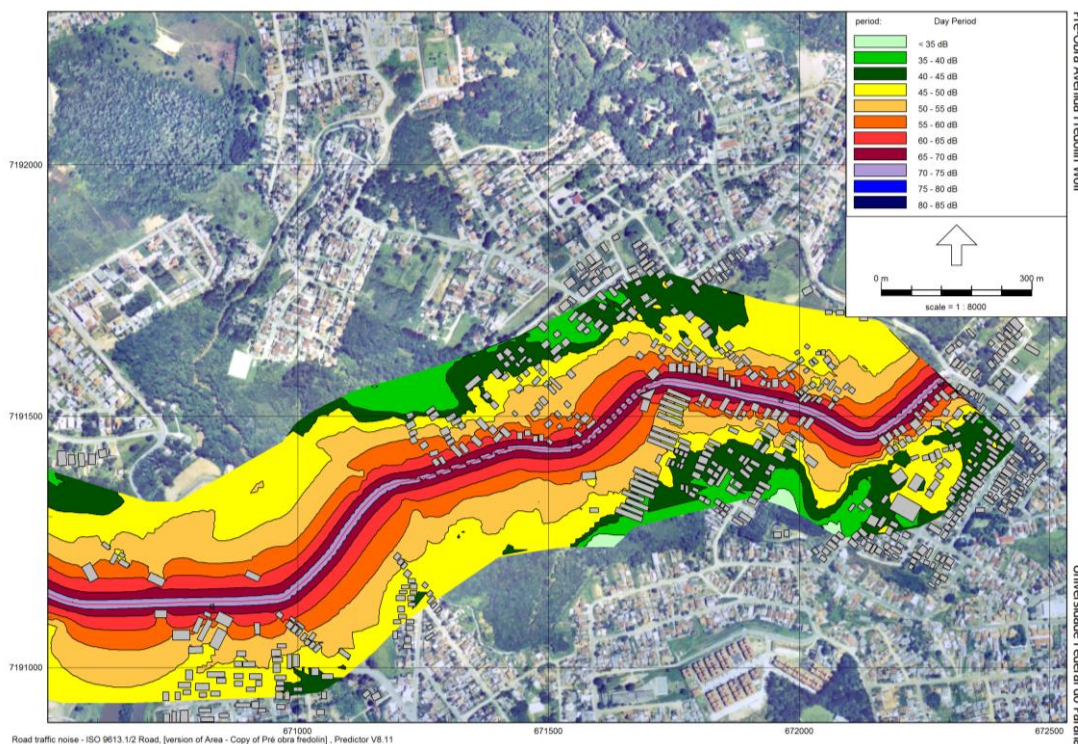 period: Day Period
< 35 dB
35 - 40 dB
40 - 45 dB
45 - 50 dB
50 - 55 dB
55 - 60 dB
60 - 65 dB
65 - 70 dB
70 - 75 dB
75 - 80 dB
80 - 85 dB
0 m 300 m
scale = 1 : 8000
7192000
7191500
7191000
671000 671500 672000 672500
Road traffic noise - ISO 9613.1/2 Road, [version of Area - Copy of Pré obra fredolin] , Predictor V8.11